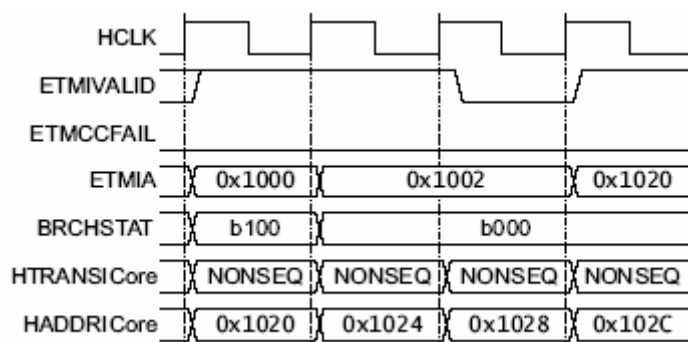 HCLK
ETMIVALID
ETMCCFAIL
ETMIA 0x1000 0x1002 0x1020
BRCHSTAT b100 b000
HTRANSICore NONSEQ NONSEQ NONSEQ NONSEQ
HADDRICore 0x1020 0x1024 0x1028 0x102C